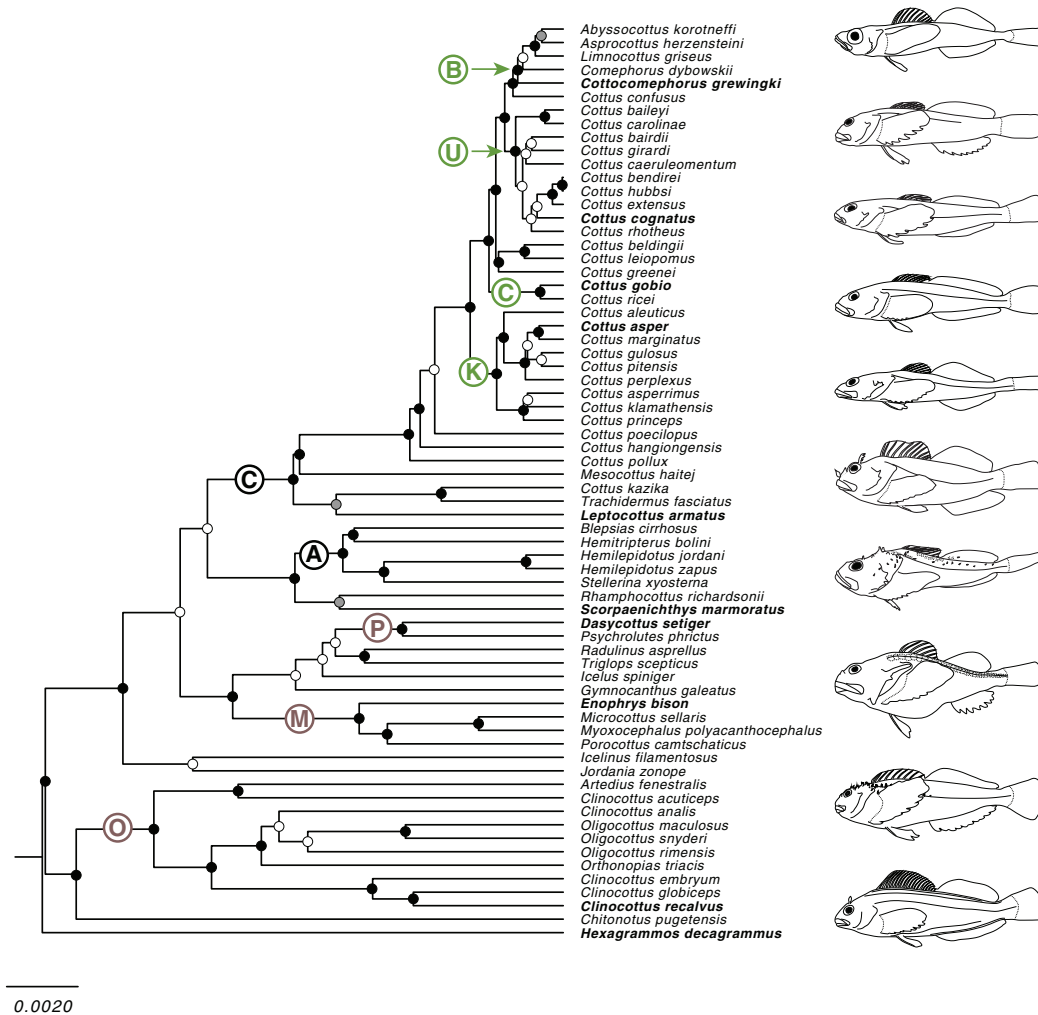 Abyssocottus korotneffi
Asprocottus herzensteini
Limnocottus griseus
B
Comephorus dybowskii
Cottocomephorus grewingki
Cottus confusus
Cottus baileyi
Cottus carolinae
Cottus bairdii
U
Cottus girardi
Cottus caeruleomentum
Cottus bendirei
Cottus hubbsi
Cottus extensus
Cottus cognatus
Cottus rhotheus
Cottus beldingii
Cottus leiopomus
Cottus greenei
C
Cottus gobio
Cottus ricei
Cottus aleuticus
Cottus asper
Cottus marginatus
Cottus gulosus
Cottus pitensis
K
Cottus perplexus
Cottus asperrimus
Cottus klamathensis
Cottus princeps
Cottus poecilopus
Cottus hangiongensis
Cottus pollux
Mesocottus haitej
C
Cottus kazika
Trachidermus fasciatus
Leptocottus armatus
Blepsias cirrhosus
Hemitripterus bolini
A
Hemilepidotus jordani
Hemilepidotus zapus
Stellerina xyosterna
Rhamphocottus richardsonii
Scorpaenichthys marmoratus
Dasycottus setiger
P
Psychrolutes phrictus
Radulinus asprellus
Triglops scepticus
Icelus spiniger
Gymnocanthus galeatus
Enophrys bison
M
Microcottus sellaris
Myoxocephalus polyacanthocephalus
Porocottus camtschaticus
Icelinus filamentosus
Jordania zonope
Artedius fenestralis
Clinocottus acuticeps
Clinocottus analis
O
Oligocottus maculosus
Oligocottus snyderi
Oligocottus rimensis
Orthonopias triacis
Clinocottus embryum
Clinocottus globiceps
Clinocottus recalvus
Chitonotus pugetensis
Hexagrammos decagrammus
0.0020